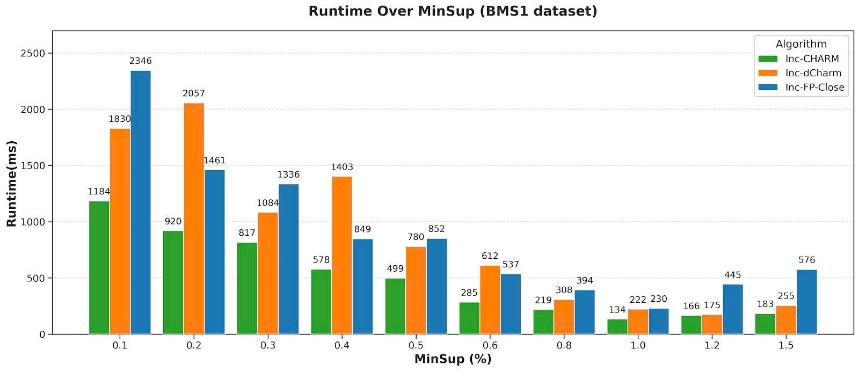 Runtime Over MinSup (BMS1 dataset)
Algorithm
Inc-CHARM
Inc-dCharm
Inc-FP-Close
Runtime(ms)
2500
2000
1500
1000
500
0
1184 1830 2346
920 2057 1461
817 1084 1336
578 1403 849
499 780 852
285 612 537
219 308 394
134 222 230
166 175 445
183 255 576
0.1 0.2 0.3 0.4 0.5 0.6 0.8 1.0 1.2 1.5
MinSup (%)